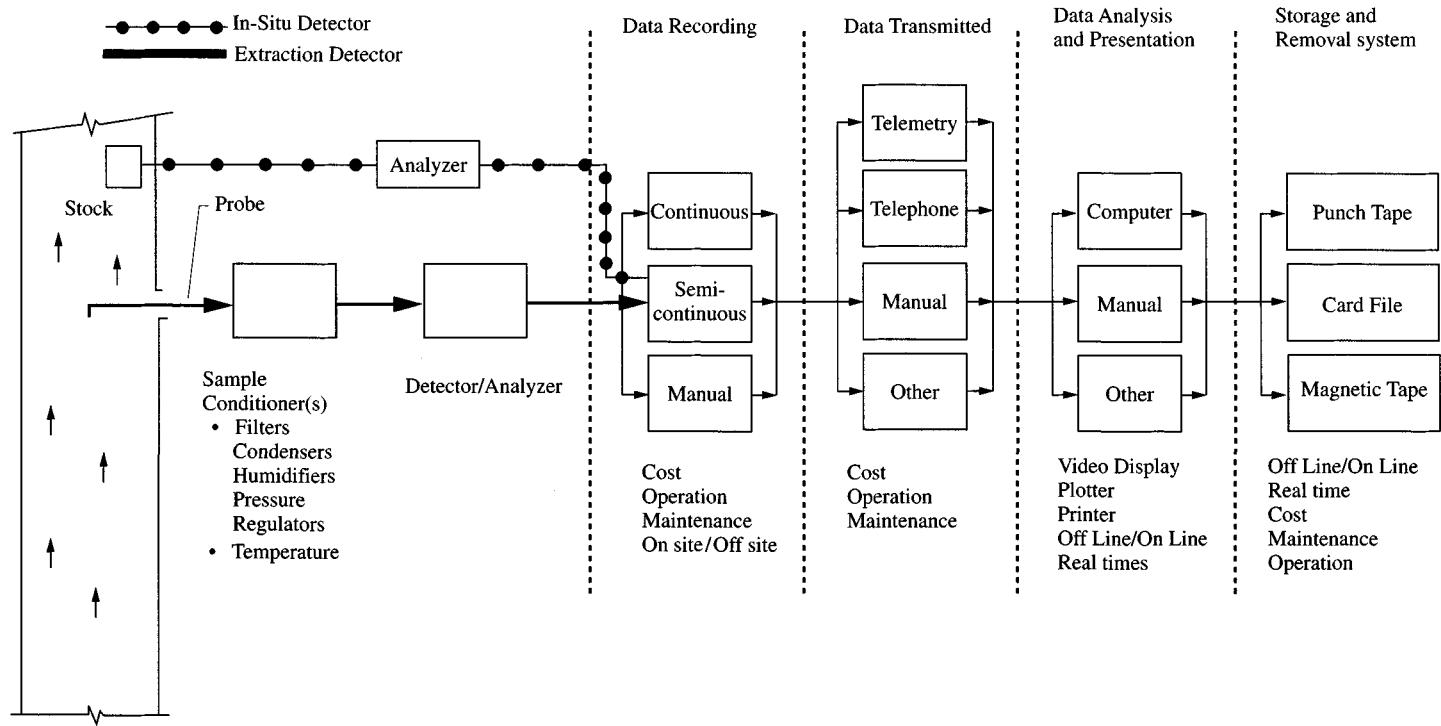 In-Situ Detector
Extraction Detector
Data Recording
Data Transmitted
Data Analysis
and Presentation
Storage and
Removal system
Analyzer
Stock
Probe
Sample
Conditioner(s)
• Filters
Condensers
Humidifiers
Pressure
Regulators
• Temperature
Detector/Analyzer
Continuous
Semi-
continuous
Manual
Cost
Operation
Maintenance
On site/Off site
Telemetry
Telephone
Manual
Other
Cost
Operation
Maintenance
Computer
Manual
Other
Video Display
Plotter
Printer
Off Line/On Line
Real times
Punch Tape
Card File
Magnetic Tape
Off Line/On Line
Real time
Cost
Maintenance
Operation